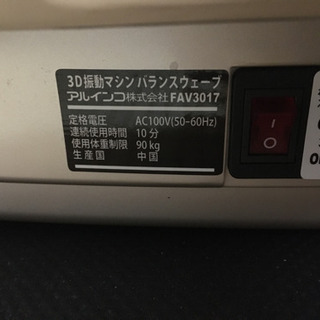 3D振動マシン バランスウェーブ
アルインコ株式会社 FAV3017
定格電圧 AC100V(50-60Hz)
連続使用時間 10分
使用体重制限 90kg
生産国 中国